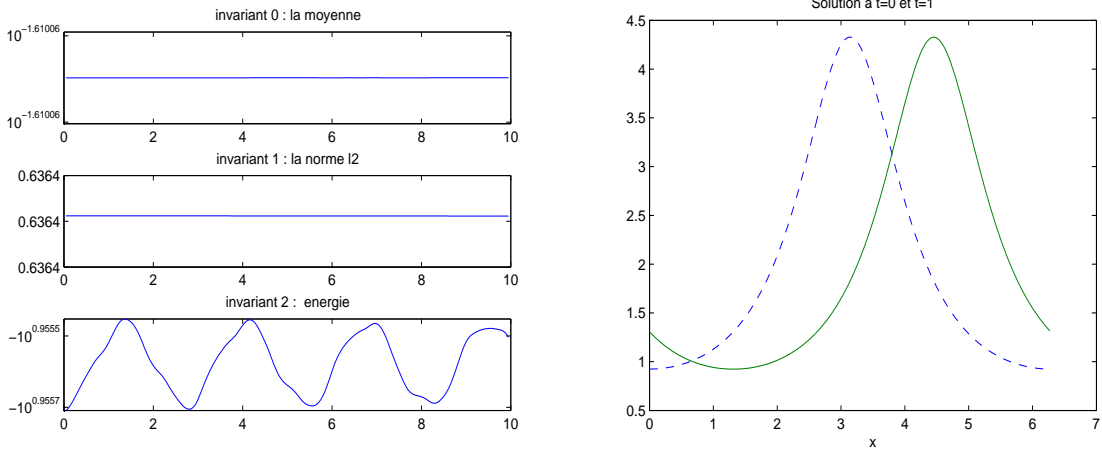 invariant 0 : la moyenne
10^-1.61006
10^-1.61006
0 2 4 6 8 10
invariant 1 : la norme l2
0.6364
0.6364
0.6364
0 2 4 6 8 10
invariant 2 : energie
-10^0.9555
-10^0.9557
0 2 4 6 8 10
Solution à t=0 et t=1
4.5
4
3.5
3
2.5
2
1.5
1
0.5
0 1 2 3 4 5 6 7
x